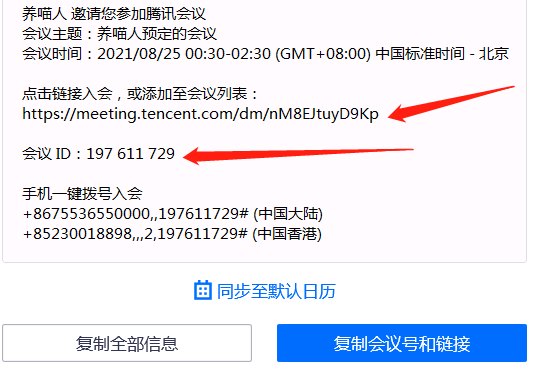 养喵人 邀请您参加腾讯会议
会议主题：养喵人预定的会议
会议时间：2021/08/25 00:30-02:30 (GMT+08:00) 中国标准时间 - 北京
点击链接入会，或添加至会议列表：
https://meeting.tencent.com/dm/nM8EJtuyD9Kp
会议 ID：197 611 729
手机一键拨号入会
+8675536550000,,197611729# (中国大陆)
+85230018898,,,2,197611729# (中国香港)
同步至默认日历
复制全部信息
复制会议号和链接